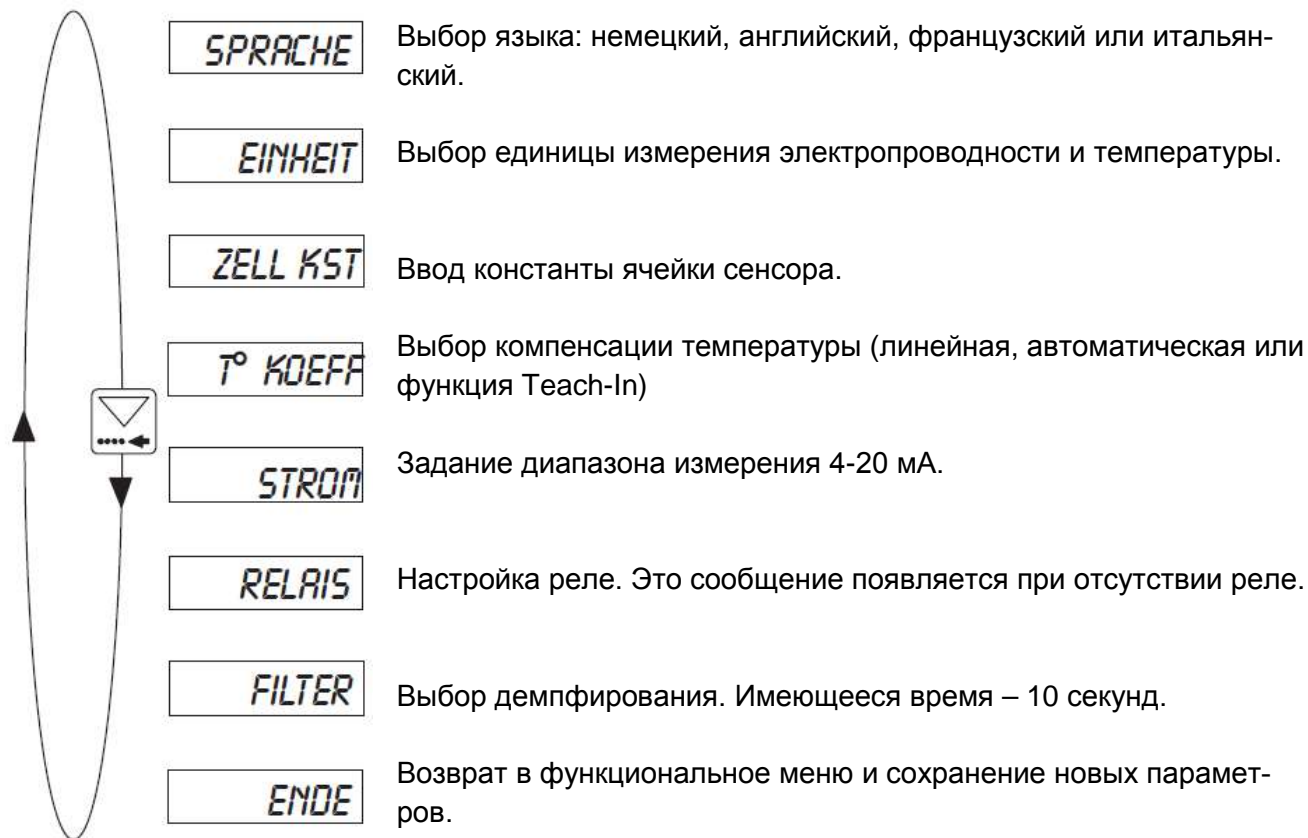 SPRACHE
Выбор языка: немецкий, английский, французский или итальян-
ский.
EINHEIT
Выбор единицы измерения электропроводности и температуры.
ZELL KST
Ввод константы ячейки сенсора.
T° KOEFF
Выбор компенсации температуры (линейная, автоматическая или
функция Teach-In)
STROM
Задание диапазона измерения 4-20 мА.
RELAIS
Настройка реле. Это сообщение появляется при отсутствии реле.
FILTER
Выбор демпфирования. Имеющееся время – 10 секунд.
ENDE
Возврат в функциональное меню и сохранение новых парамет-
ров.